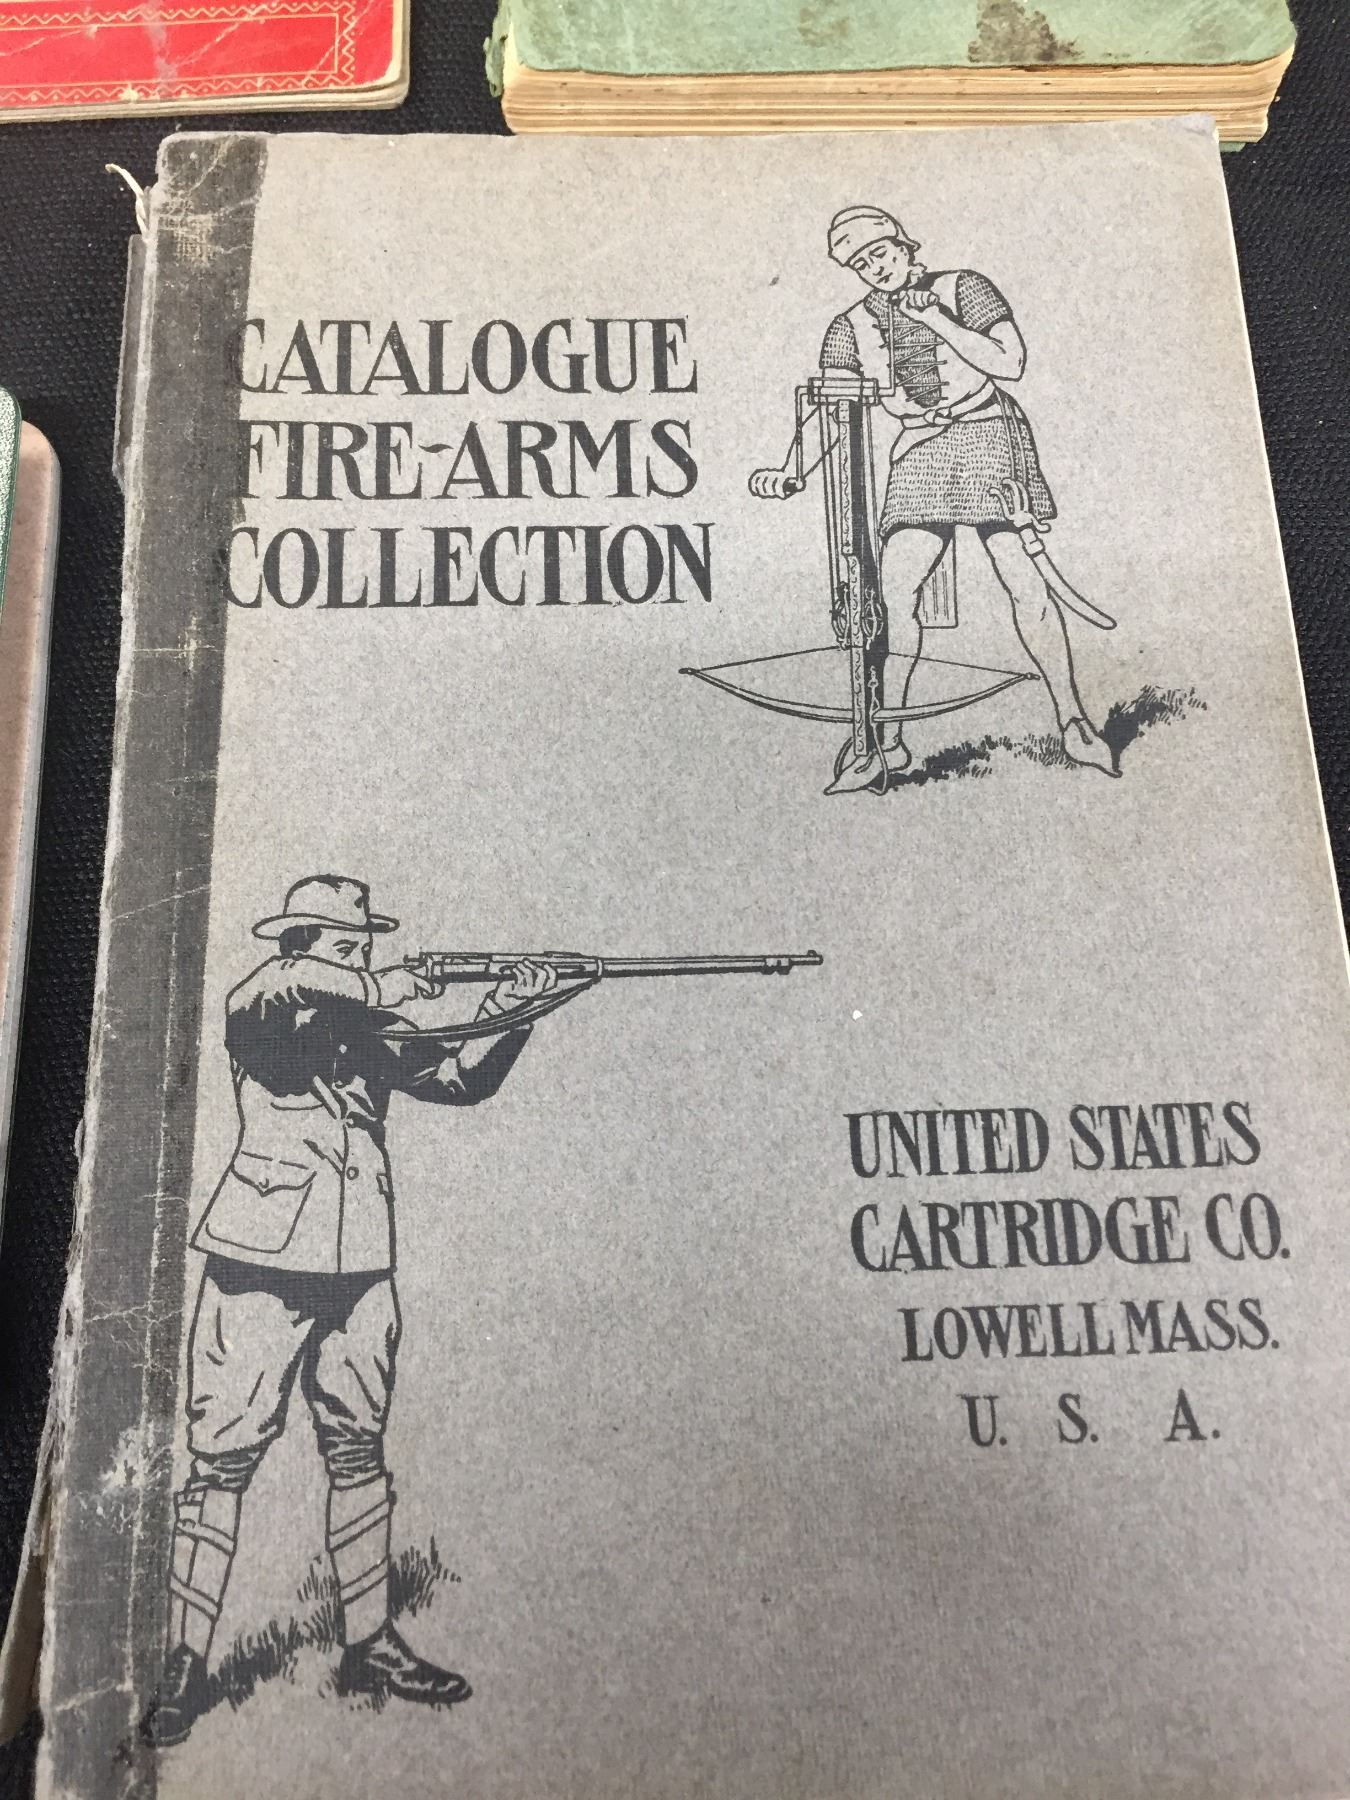 CATALOGUE
FIRE-ARMS
COLLECTION
UNITED STATES
CARTRIDGE CO.
LOWELL MASS.
U. S. A.